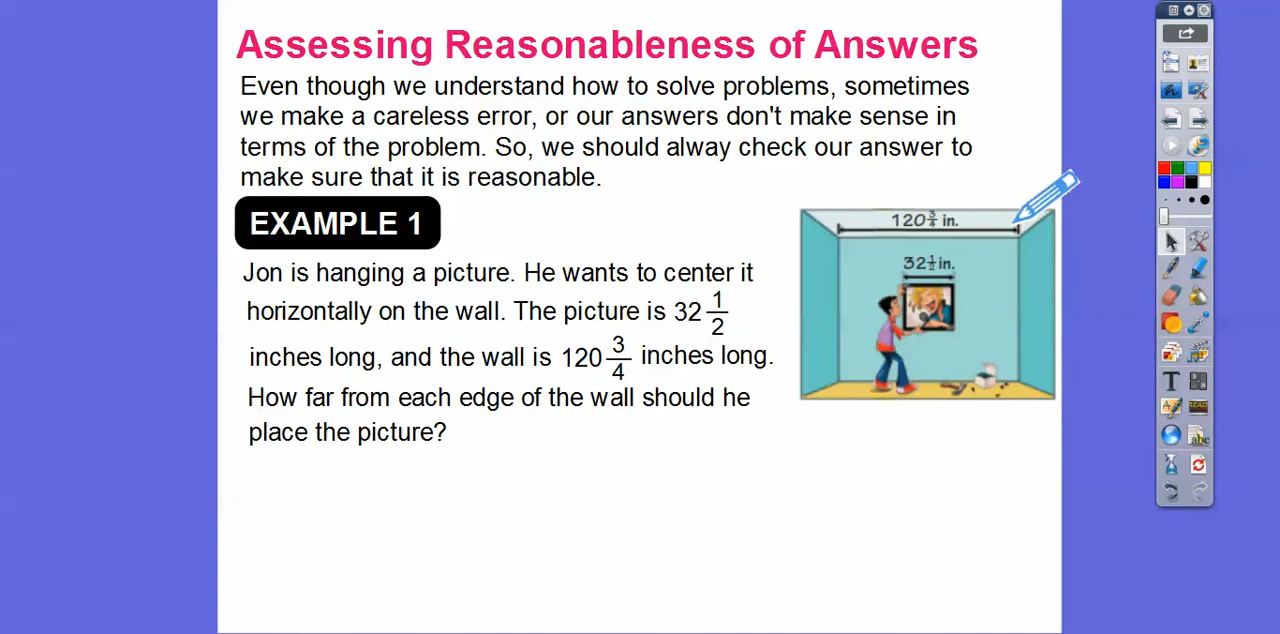 Assessing Reasonableness of Answers
Even though we understand how to solve problems, sometimes
we make a careless error, or our answers don't make sense in
terms of the problem. So, we should alway check our answer to
make sure that it is reasonable.
EXAMPLE 1
Jon is hanging a picture. He wants to center it
horizontally on the wall. The picture is 32 1/2
inches long, and the wall is 120 3/4 inches long.
How far from each edge of the wall should he
place the picture?
120 3/4 in.
32 1/2 in.